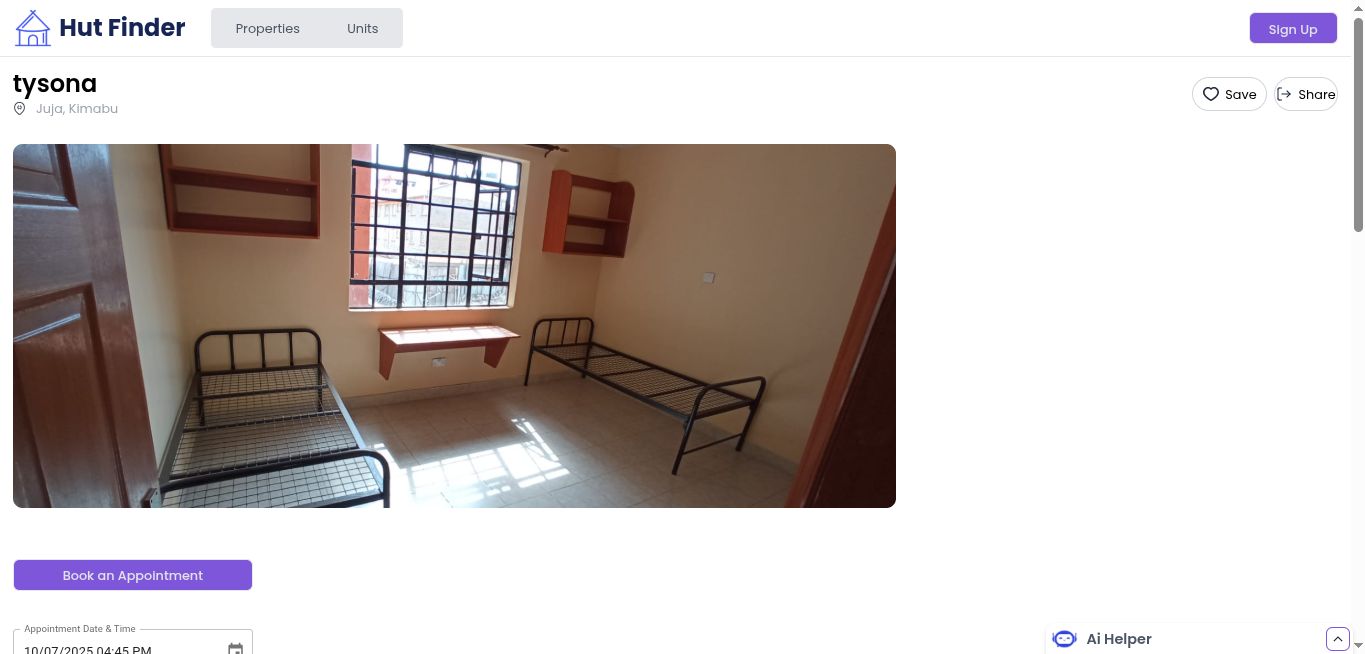 Hut Finder
Properties Units
Sign Up
tysona
Juja, Kimabu
Save
Share
Book an Appointment
Appointment Date & Time
10/07/2025 04:45 PM
Ai Helper